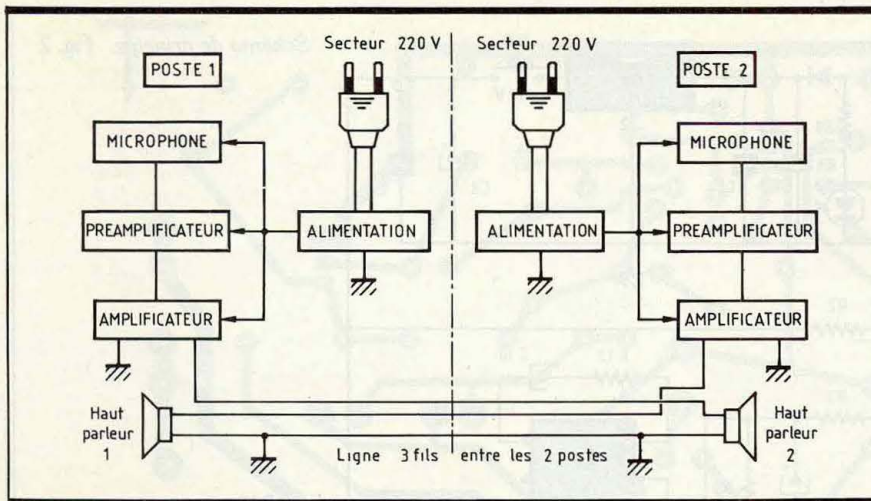 Secteur 220 V
Secteur 220 V
POSTE 1
POSTE 2
MICROPHONE
MICROPHONE
PREAMPLIFICATEUR
ALIMENTATION
ALIMENTATION
PREAMPLIFICATEUR
AMPLIFICATEUR
AMPLIFICATEUR
Haut
parleur
1
Ligne 3 fils entre les 2 postes
Haut
parleur
2